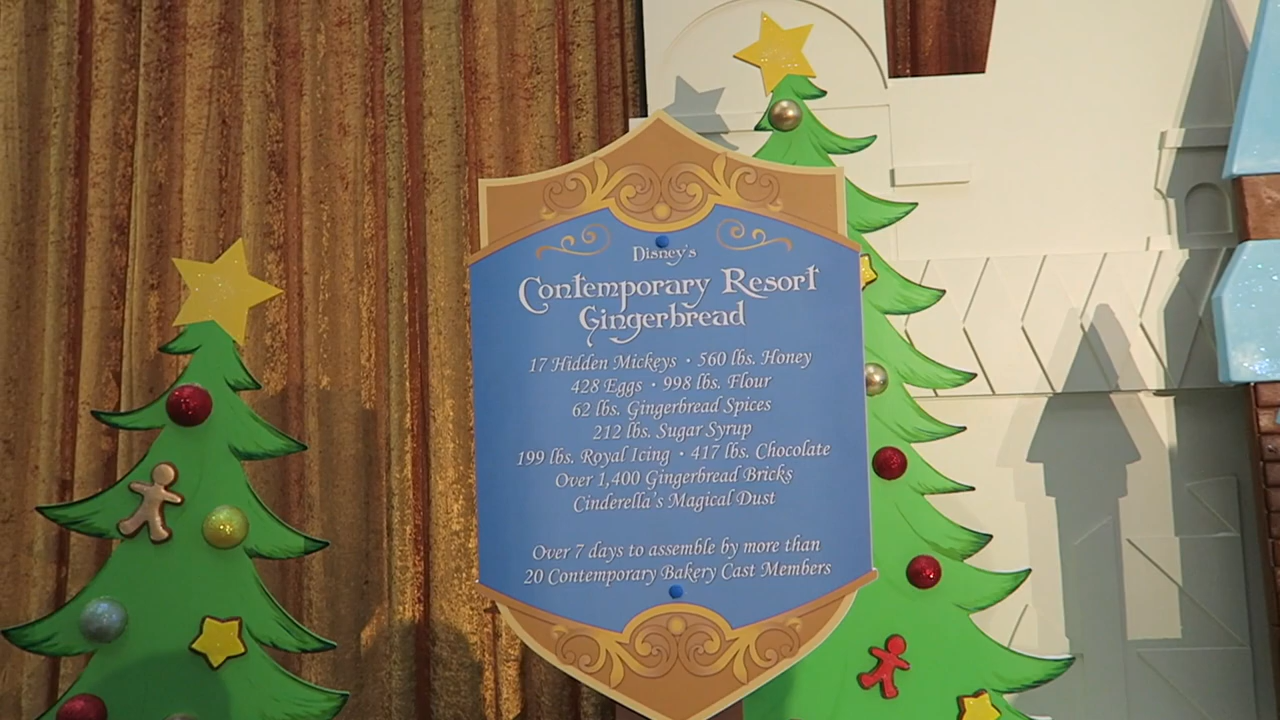 Disney's
Contemporary Resort
Gingerbread
17 Hidden Mickeys · 560 lbs. Honey
428 Eggs · 998 lbs. Flour
62 lbs. Gingerbread Spices
212 lbs. Sugar Syrup
199 lbs. Royal Icing · 417 lbs. Chocolate
Over 1,400 Gingerbread Bricks
Cinderella's Magical Dust
Over 7 days to assemble by more than
20 Contemporary Bakery Cast Members